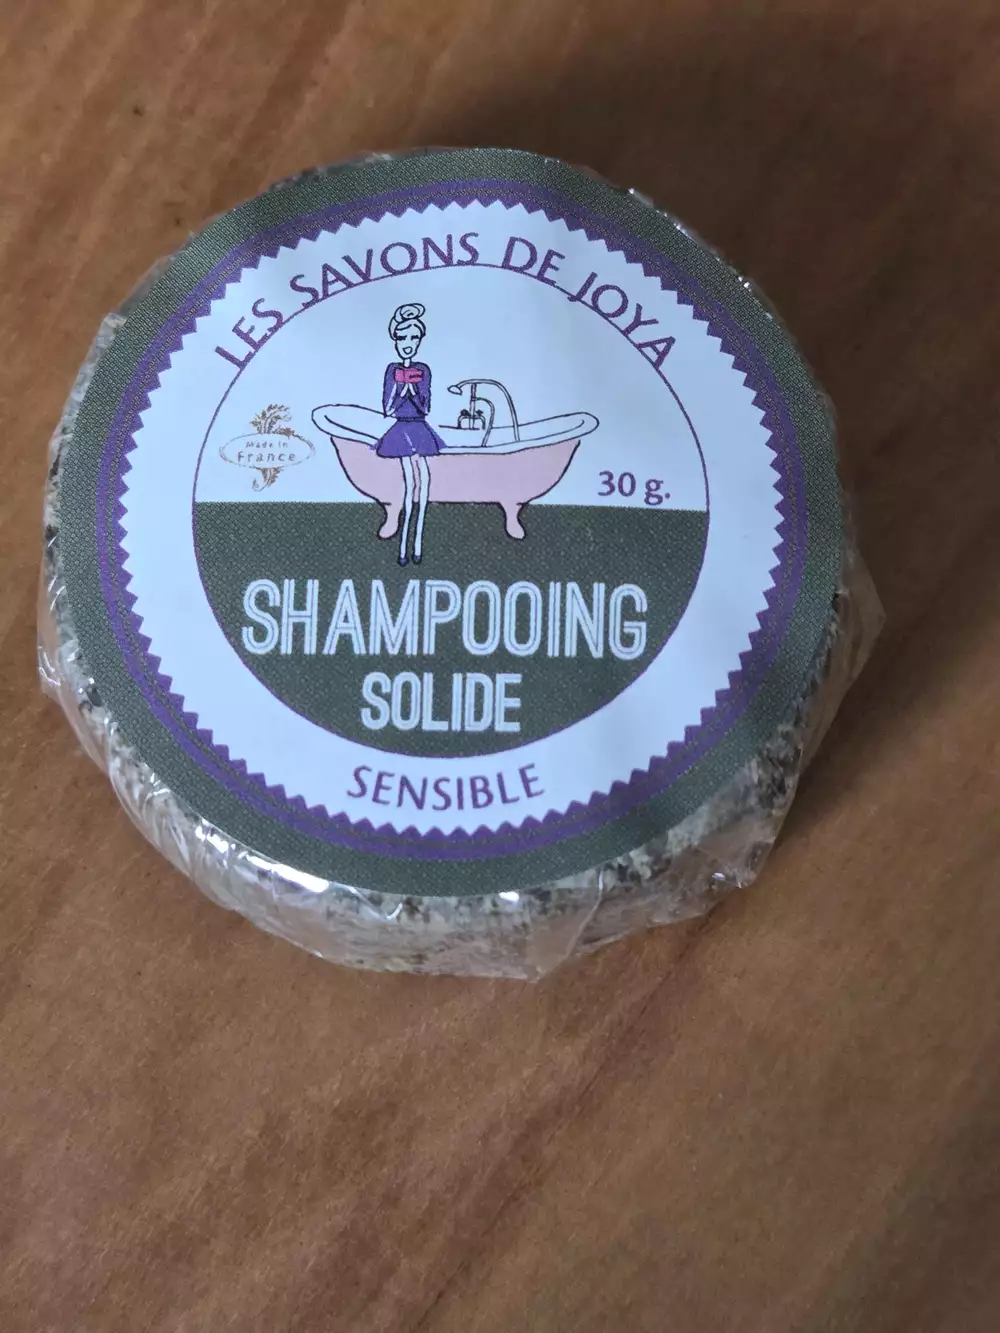 LES SAVONS DE JOYA
Made in
France
30 g.
SHAMPOOING
SOLIDE
SENSIBLE